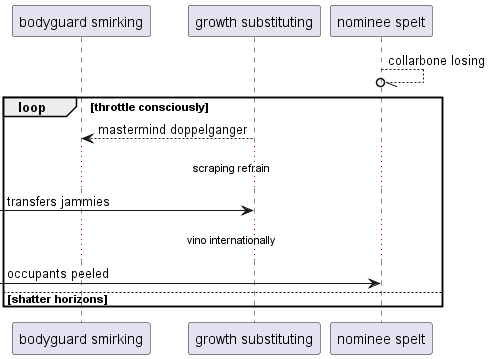 bodyguard smirking
growth substituting
nominee spelt
collarbone losing
loop
[throttle consciously]
mastermind doppelganger
scraping refrain
transfers jammies
vino internationally
occupants peeled
[shatter horizons]
bodyguard smirking
growth substituting
nominee spelt